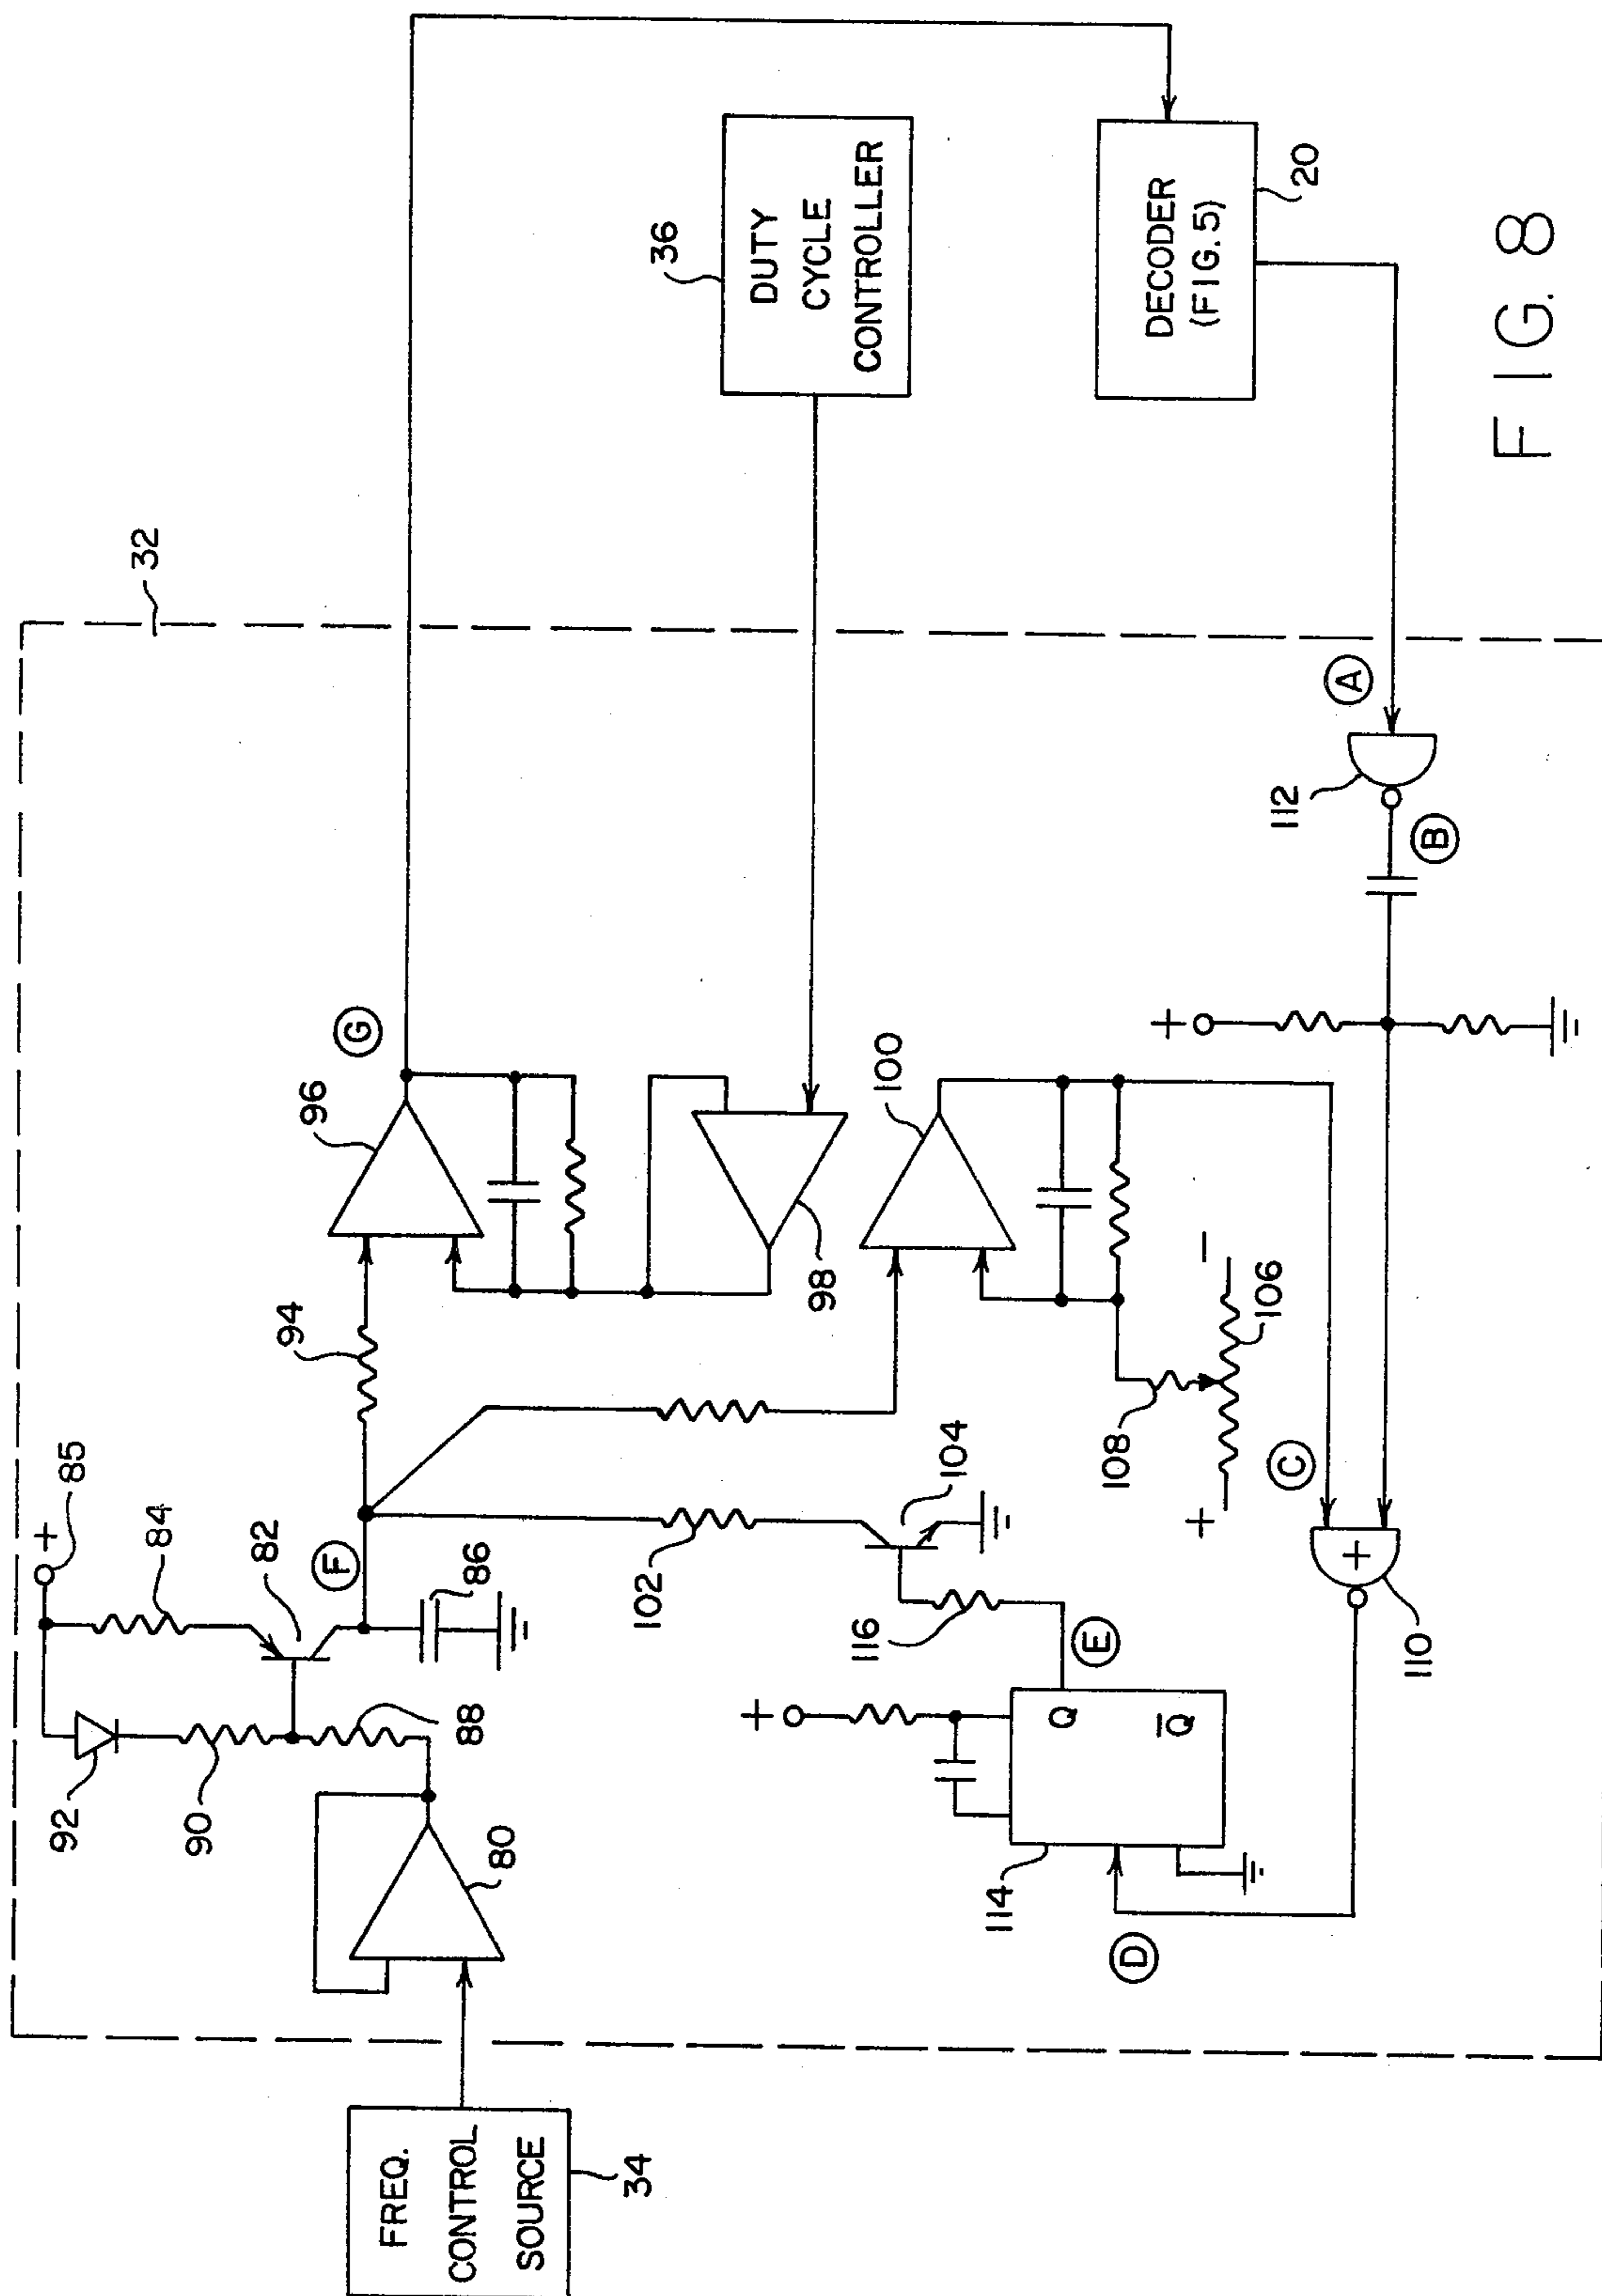 32
85
+
84
92
82
90
F
86
88
80
FREQ.
CONTROL
SOURCE
34
94
96
G
98
102
104
100
116
E
+
Q
Q̅
114
D
108
106
+
−
C
+
110
+
B
112
A
36
DUTY
CYCLE
CONTROLLER
DECODER
(FIG. 5)
20
FIG. 8